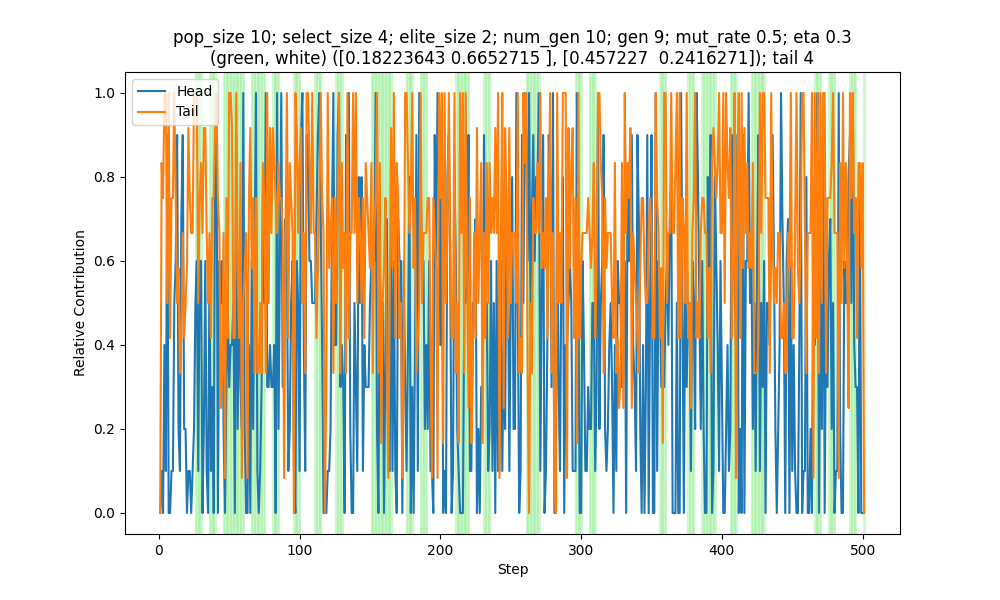 pop_size 10; select_size 4; elite_size 2; num_gen 10; gen 9; mut_rate 0.5; eta 0.3
(green, white) ([0.18223643 0.6652715 ], [0.457227  0.2416271]); tail 4
Head
Tail
Relative Contribution
1.0
0.8
0.6
0.4
0.2
0.0
0
100
200
300
400
500
Step